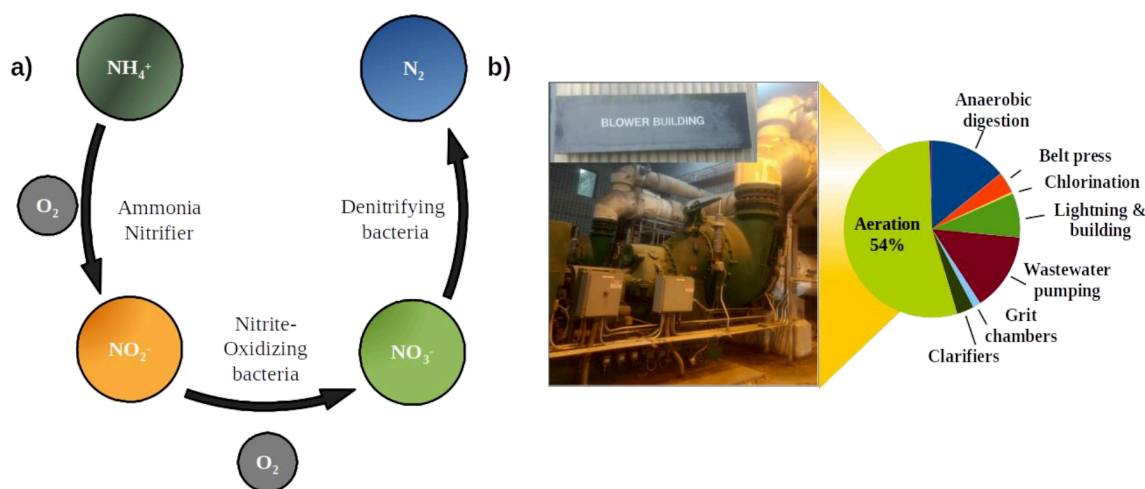 a)
NH₄⁺
O₂
Ammonia
Nitrifier
NO₂⁻
Nitrite-
Oxidizing
bacteria
O₂
NO₃⁻
Denitrifying
bacteria
N₂
b)
BLOWER BUILDING
Aeration
54%
Anaerobic
digestion
Belt press
Chlorination
Lightning &
building
Wastewater
pumping
Grit
chambers
Clarifiers